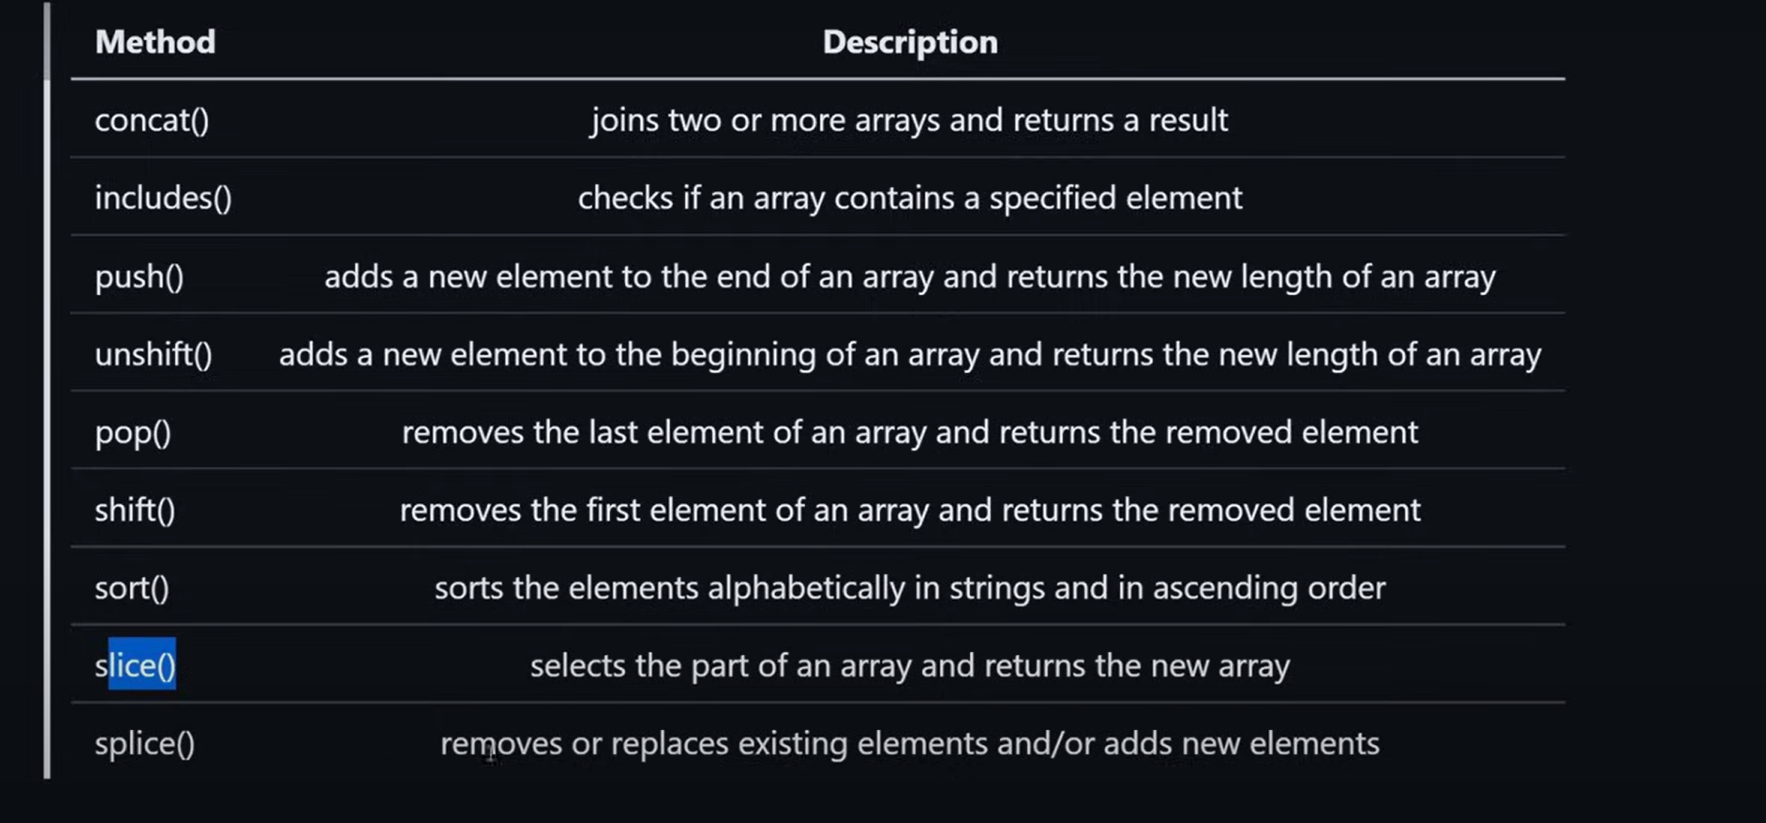 Method Description
concat() joins two or more arrays and returns a result
includes() checks if an array contains a specified element
push() adds a new element to the end of an array and returns the new length of an array
unshift() adds a new element to the beginning of an array and returns the new length of an array
pop() removes the last element of an array and returns the removed element
shift() removes the first element of an array and returns the removed element
sort() sorts the elements alphabetically in strings and in ascending order
slice() selects the part of an array and returns the new array
splice() removes or replaces existing elements and/or adds new elements